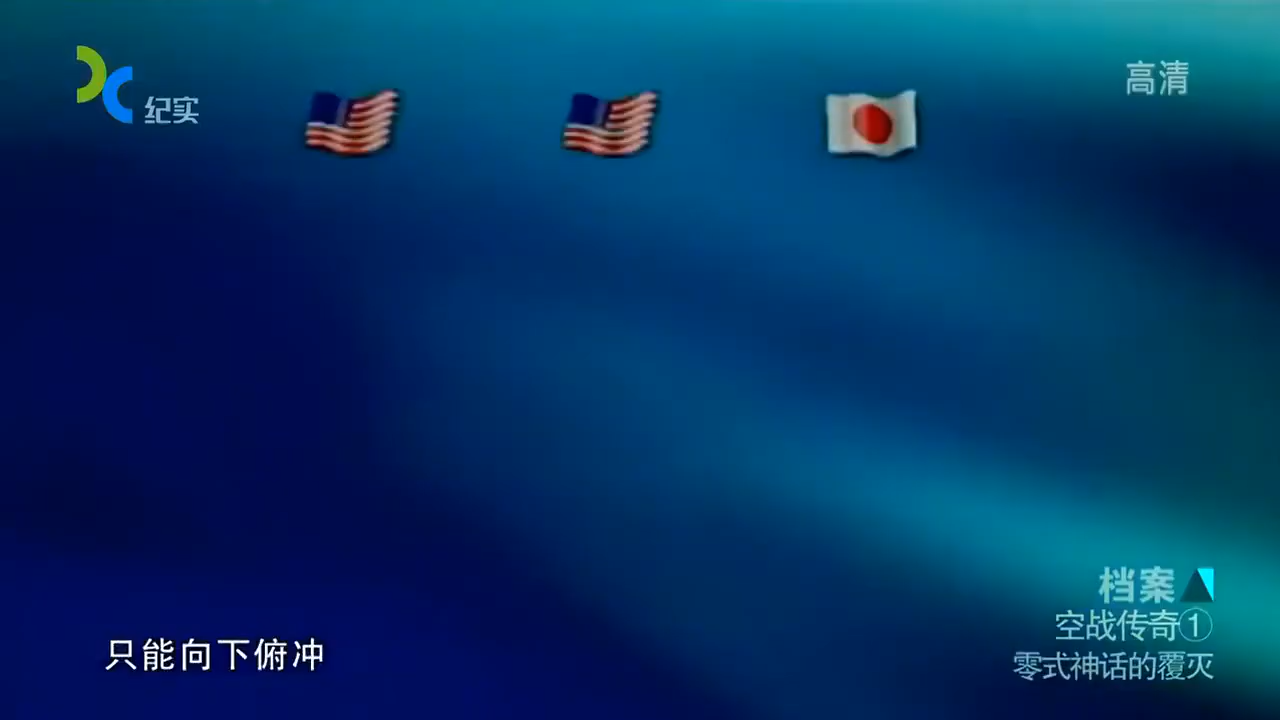 纪实
高清
档案
空战传奇①
零式神话的覆灭
只能向下俯冲